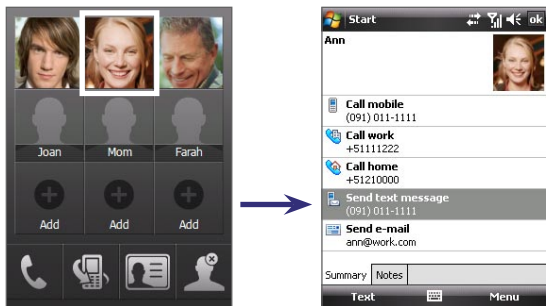 Joan Mom Farah
Add Add Add
Start ok
Ann
Call mobile
(091) 011-1111
Call work
+51111222
Call home
+51210000
Send text message
(091) 011-1111
Send e-mail
ann@work.com
Summary Notes
Text Menu